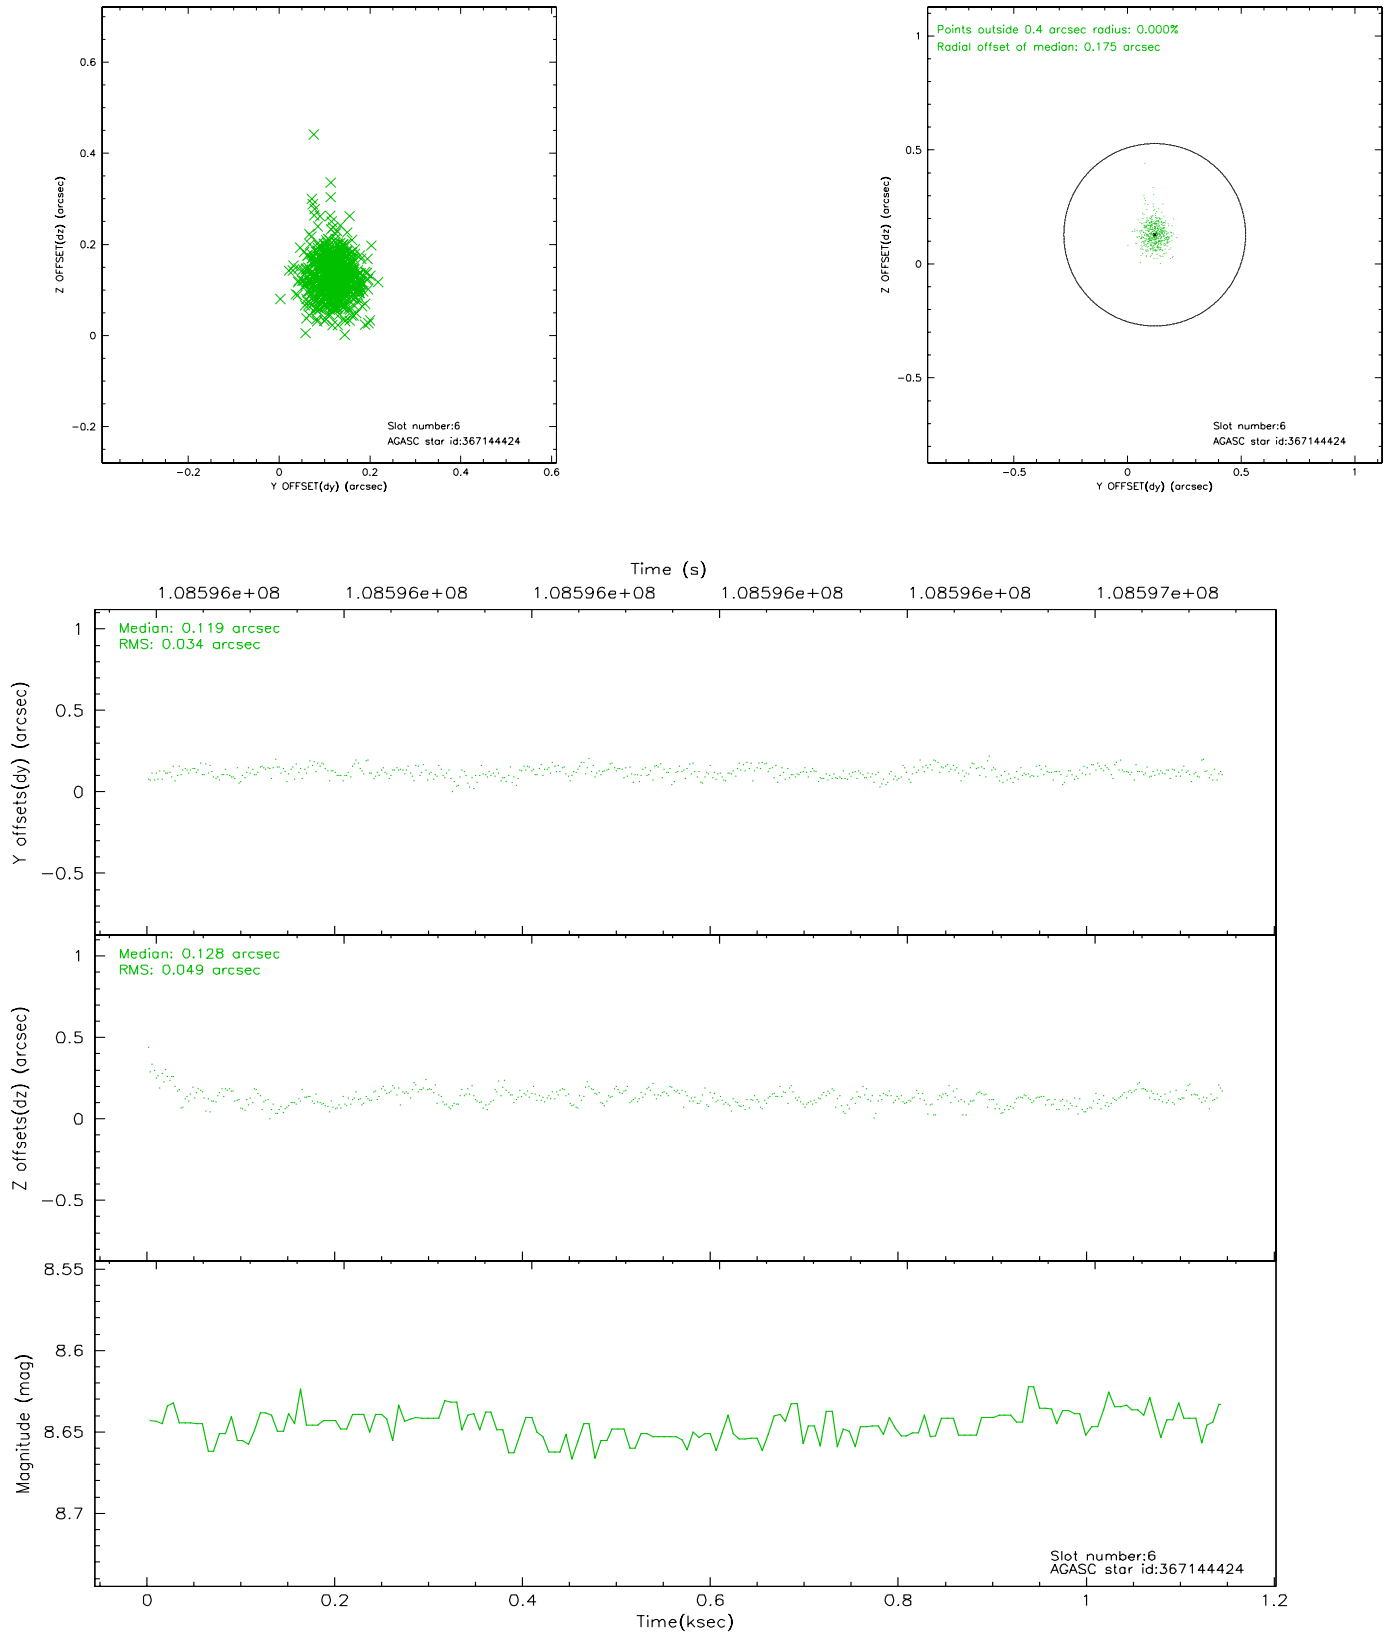 0.6
0.4
0.2
0
−0.2
Z OFFSET(dz) (arcsec)
Slot number:6
AGASC star id:367144424
−0.2 0 0.2 0.4 0.6
Y OFFSET(dy) (arcsec)
Points outside 0.4 arcsec radius: 0.000%
Radial offset of median: 0.175 arcsec
1
0.5
0
−0.5
Z OFFSET(dz) (arcsec)
Slot number:6
AGASC star id:367144424
−0.5 0 0.5 1
Y OFFSET(dy) (arcsec)
Time (s)
1.08596e+08 1.08596e+08 1.08596e+08 1.08596e+08 1.08596e+08 1.08597e+08
Median: 0.119 arcsec
RMS: 0.034 arcsec
1
0.5
0
−0.5
Y offsets(dy) (arcsec)
Median: 0.128 arcsec
RMS: 0.049 arcsec
1
0.5
0
−0.5
Z offsets(dz) (arcsec)
8.55
8.6
8.65
8.7
Magnitude (mag)
Slot number:6
AGASC star id:367144424
0 0.2 0.4 0.6 0.8 1 1.2
Time(ksec)